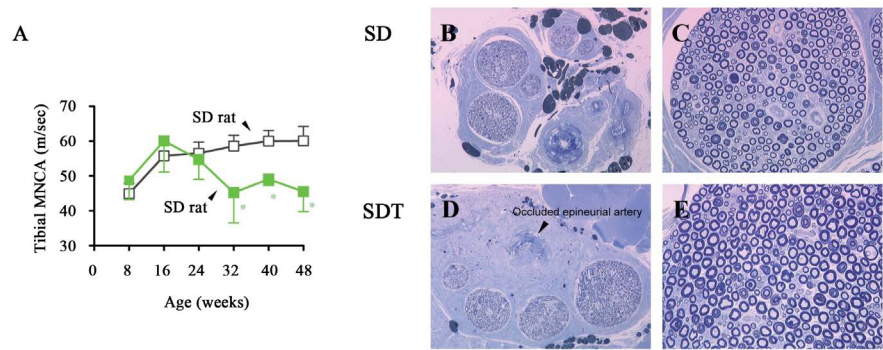 A
SD
B
C
70
60
50
40
30
Tibial MNCA (m/sec)
SD rat
SD rat
*
*
*
0 8 16 24 32 40 48
Age (weeks)
SDT
D
Occluded epineurial artery
E